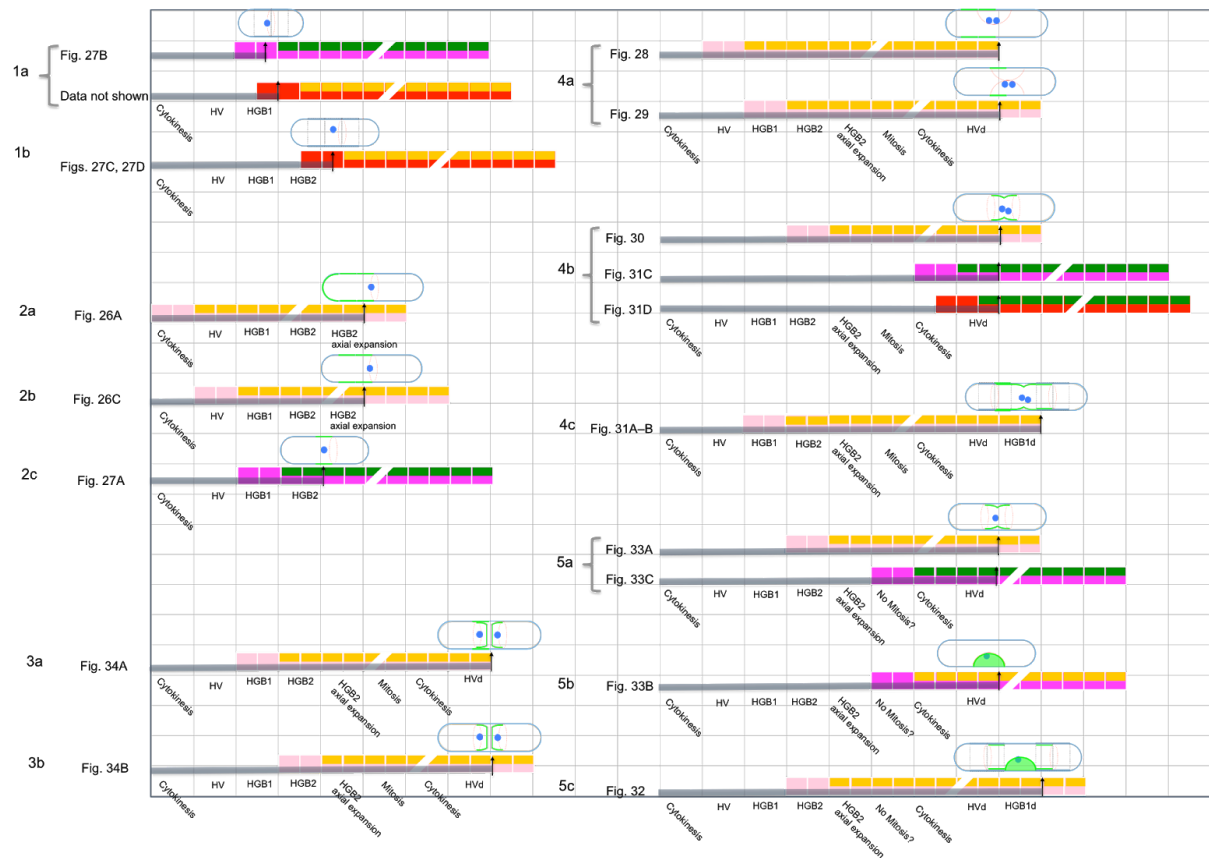 1a
Fig. 27B
Data not shown
Cytokinesis
HV
HGB1
1b
Figs. 27C, 27D
Cytokinesis
HV
HGB1
HGB2
2a
Fig. 26A
Cytokinesis
HV
HGB1
HGB2
HGB2
axial expansion
2b
Fig. 26C
Cytokinesis
HV
HGB1
HGB2
HGB2
axial expansion
2c
Fig. 27A
Cytokinesis
HV
HGB1
HGB2
3a
Fig. 34A
Cytokinesis
HV
HGB1
HGB2
HGB2
axial expansion
Mitosis
Cytokinesis
HVd
3b
Fig. 34B
Cytokinesis
HV
HGB1
HGB2
HGB2
axial expansion
Mitosis
Cytokinesis
HVd
4a
Fig. 28
Fig. 29
Cytokinesis
HV
HGB1
HGB2
HGB2
axial expansion
Mitosis
Cytokinesis
HVd
4b
Fig. 30
Fig. 31C
Fig. 31D
Cytokinesis
HV
HGB1
HGB2
HGB2
axial expansion
Mitosis
Cytokinesis
HVd
4c
Fig. 31A–B
Cytokinesis
HV
HGB1
HGB2
HGB2
axial expansion
Mitosis
Cytokinesis
HVd
HGB1d
5a
Fig. 33A
Fig. 33C
Cytokinesis
HV
HGB1
HGB2
HGB2
axial expansion
No Mitosis?
Cytokinesis
HVd
5b
Fig. 33B
Cytokinesis
HV
HGB1
HGB2
HGB2
axial expansion
No Mitosis?
Cytokinesis
HVd
5c
Fig. 32
Cytokinesis
HV
HGB1
HGB2
HGB2
axial expansion
No Mitosis?
Cytokinesis
HVd
HGB1d